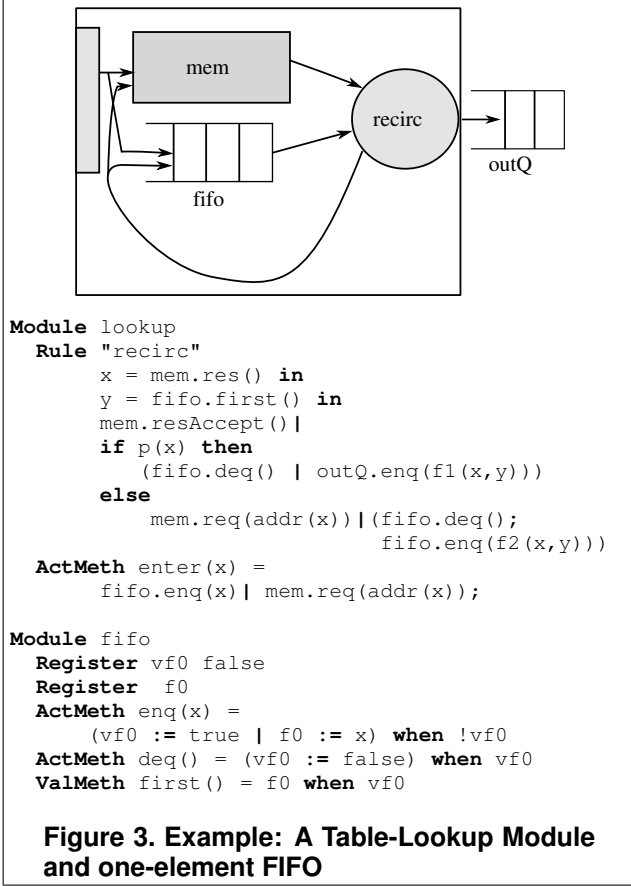 mem
recirc
fifo
outQ
Module lookup
Rule "recirc"
x = mem.res() in
y = fifo.first() in
mem.resAccept()|
if p(x) then
(fifo.deq() | outQ.enq(f1(x,y)))
else
mem.req(addr(x))|(fifo.deq();
fifo.enq(f2(x,y)))
ActMeth enter(x) =
fifo.enq(x)| mem.req(addr(x));
Module fifo
Register vf0 false
Register f0
ActMeth enq(x) =
(vf0 := true | f0 := x) when !vf0
ActMeth deq() = (vf0 := false) when vf0
ValMeth first() = f0 when vf0
Figure 3. Example: A Table-Lookup Module
and one-element FIFO